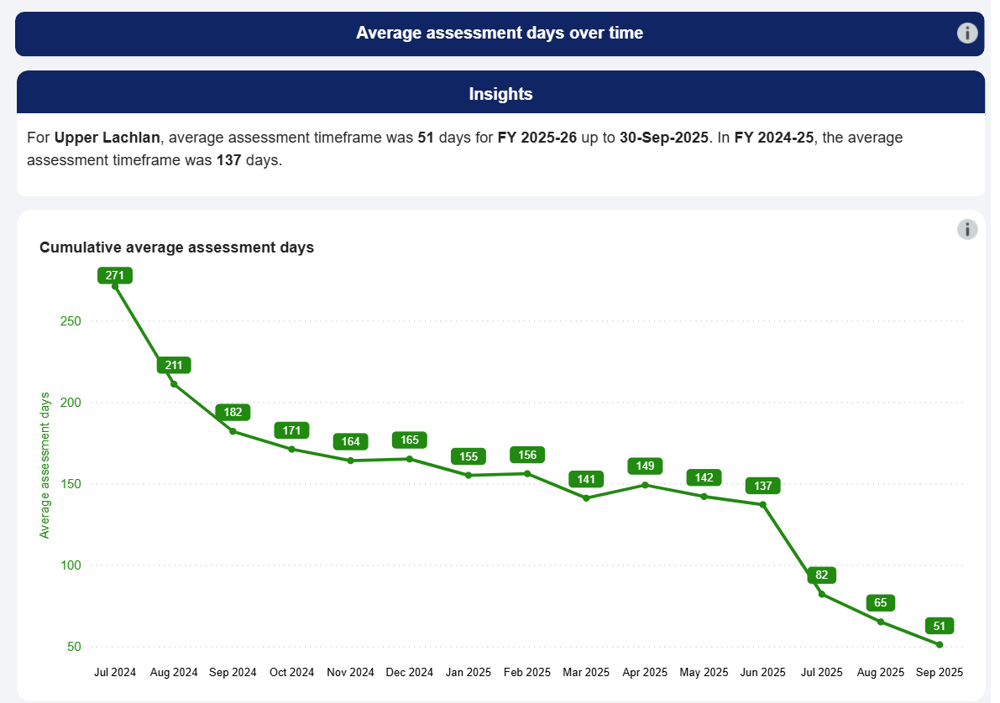 Average assessment days over time
i
Insights
For Upper Lachlan, average assessment timeframe was 51 days for FY 2025-26 up to 30-Sep-2025. In FY 2024-25, the average
assessment timeframe was 137 days.
i
Cumulative average assessment days
271
250
211
200
182
171
164
165
155
156
150
141
149
142
137
100
82
65
51
50
Average assessment days
Jul 2024 Aug 2024 Sep 2024 Oct 2024 Nov 2024 Dec 2024 Jan 2025 Feb 2025 Mar 2025 Apr 2025 May 2025 Jun 2025 Jul 2025 Aug 2025 Sep 2025